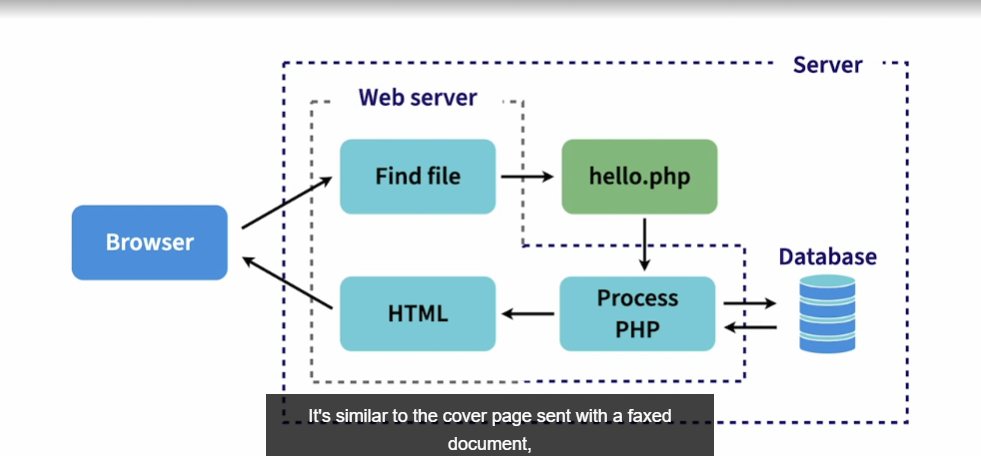 Server
Web server
Find file
hello.php
Browser
Database
HTML
Process
PHP
It's similar to the cover page sent with a faxed
document,